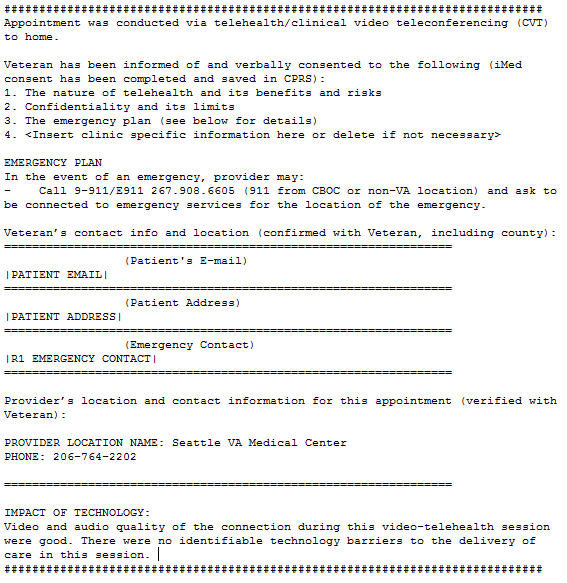 ################################################################################
Appointment was conducted via telehealth/clinical video teleconferencing (CVT)
to home.
Veteran has been informed of and verbally consented to the following (iMed
consent has been completed and saved in CPRS):
1. The nature of telehealth and its benefits and risks
2. Confidentiality and its limits
3. The emergency plan (see below for details)
4. <Insert clinic specific information here or delete if not necessary>
EMERGENCY PLAN
In the event of an emergency, provider may:
-    Call 9-911/E911 267.908.6605 (911 from CBOC or non-VA location) and ask to
be connected to emergency services for the location of the emergency.
Veteran's contact info and location (confirmed with Veteran, including county):
================================================================
(Patient's E-mail)
|PATIENT EMAIL|
================================================================
(Patient Address)
|PATIENT ADDRESS|
================================================================
(Emergency Contact)
|R1 EMERGENCY CONTACT|
================================================================
Provider's location and contact information for this appointment (verified with
Veteran):
PROVIDER LOCATION NAME: Seattle VA Medical Center
PHONE: 206-764-2202
================================================================
IMPACT OF TECHNOLOGY:
Video and audio quality of the connection during this video-telehealth session
were good. There were no identifiable technology barriers to the delivery of
care in this session.
################################################################################